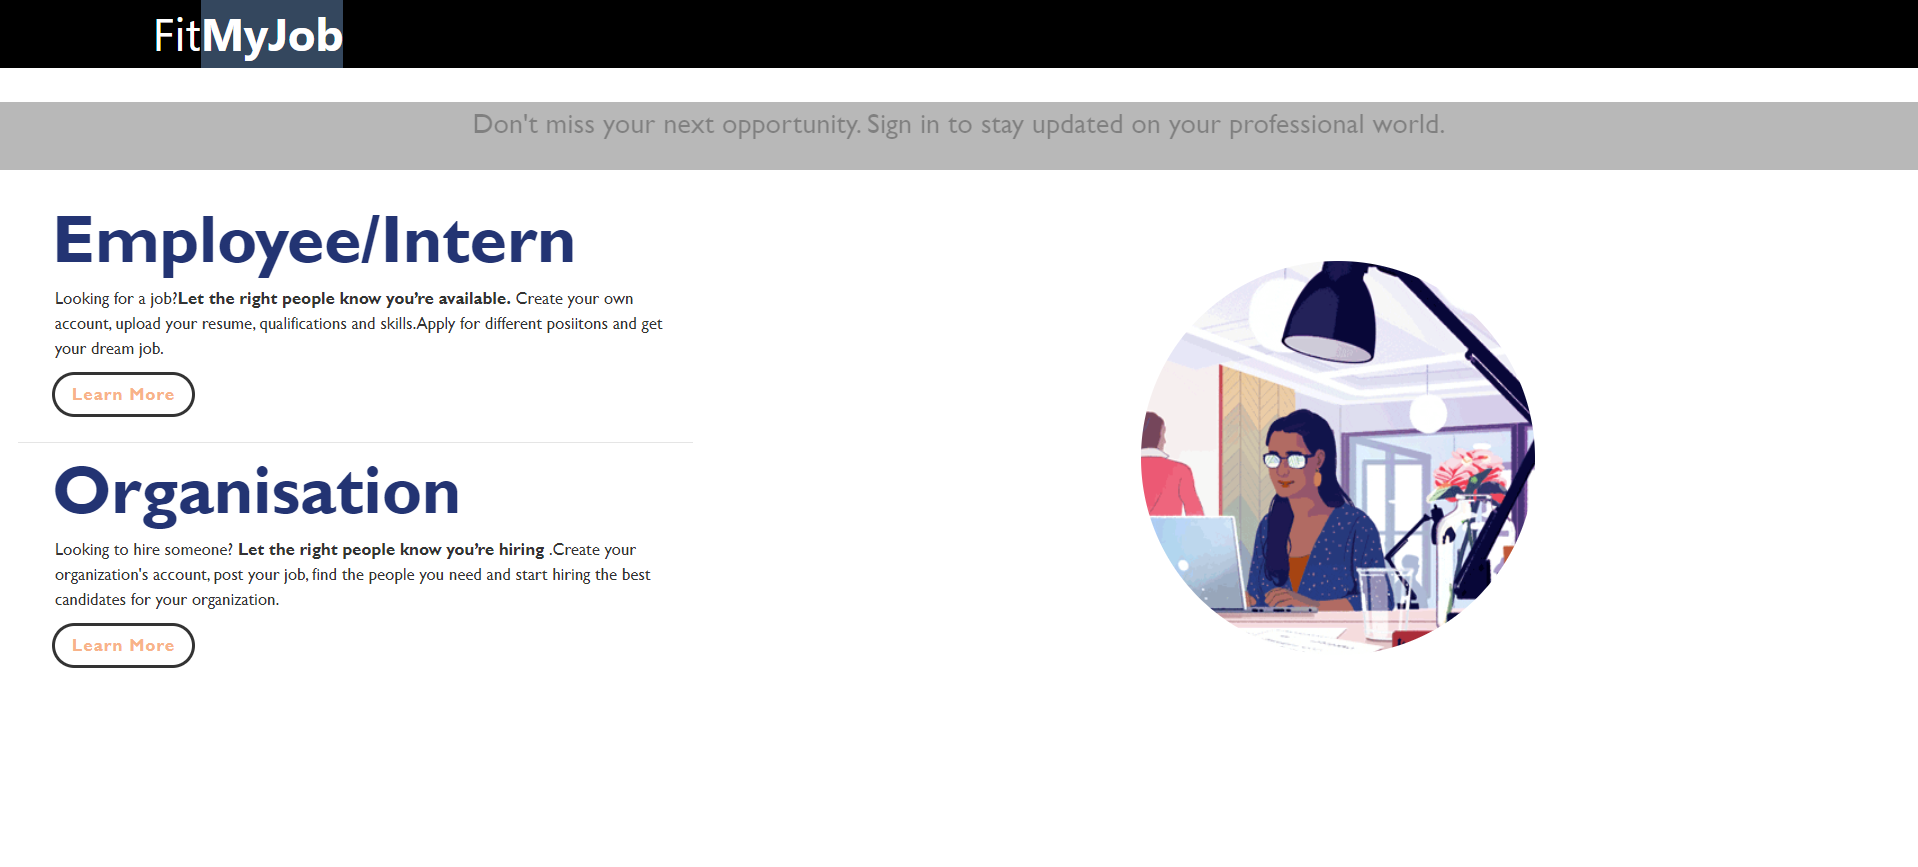 FitMyJob
Don't miss your next opportunity. Sign in to stay updated on your professional world.
Employee/Intern
Looking for a job?Let the right people know you’re available. Create your own
account, upload your resume, qualifications and skills.Apply for different posiitons and get
your dream job.
Learn More
Organisation
Looking to hire someone? Let the right people know you’re hiring .Create your
organization's account, post your job, find the people you need and start hiring the best
candidates for your organization.
Learn More